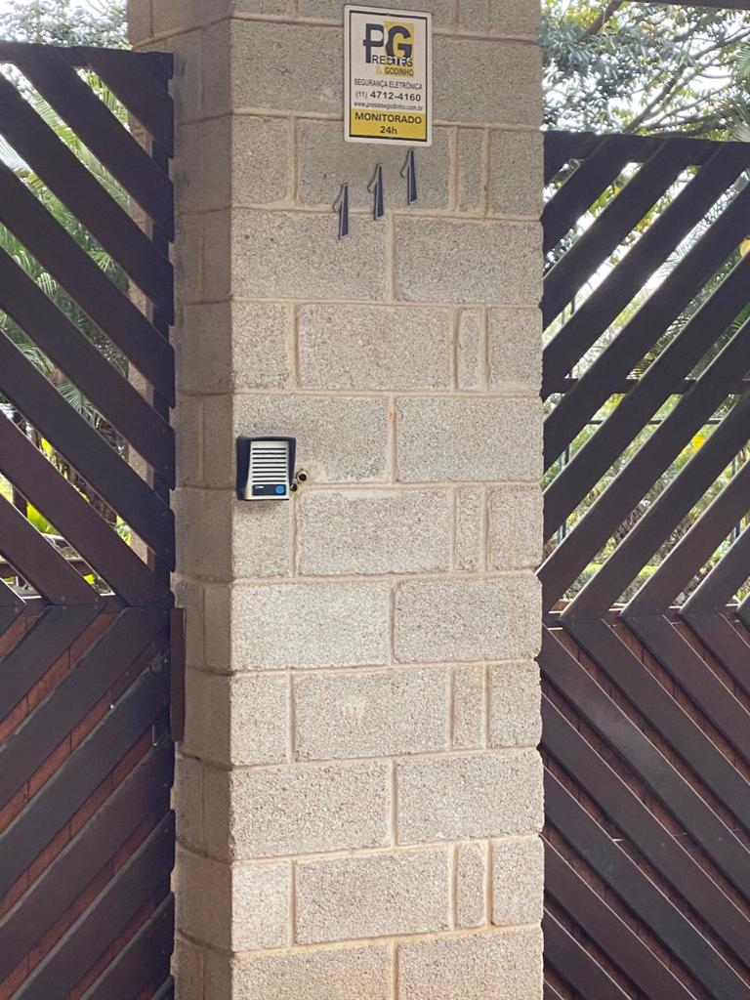 PG
PRESTES
& GODINHO
SEGURANÇA ELETRÔNICA
(11) 4712-4160
www.prestesegodinho.com.br
MONITORADO
24h
111